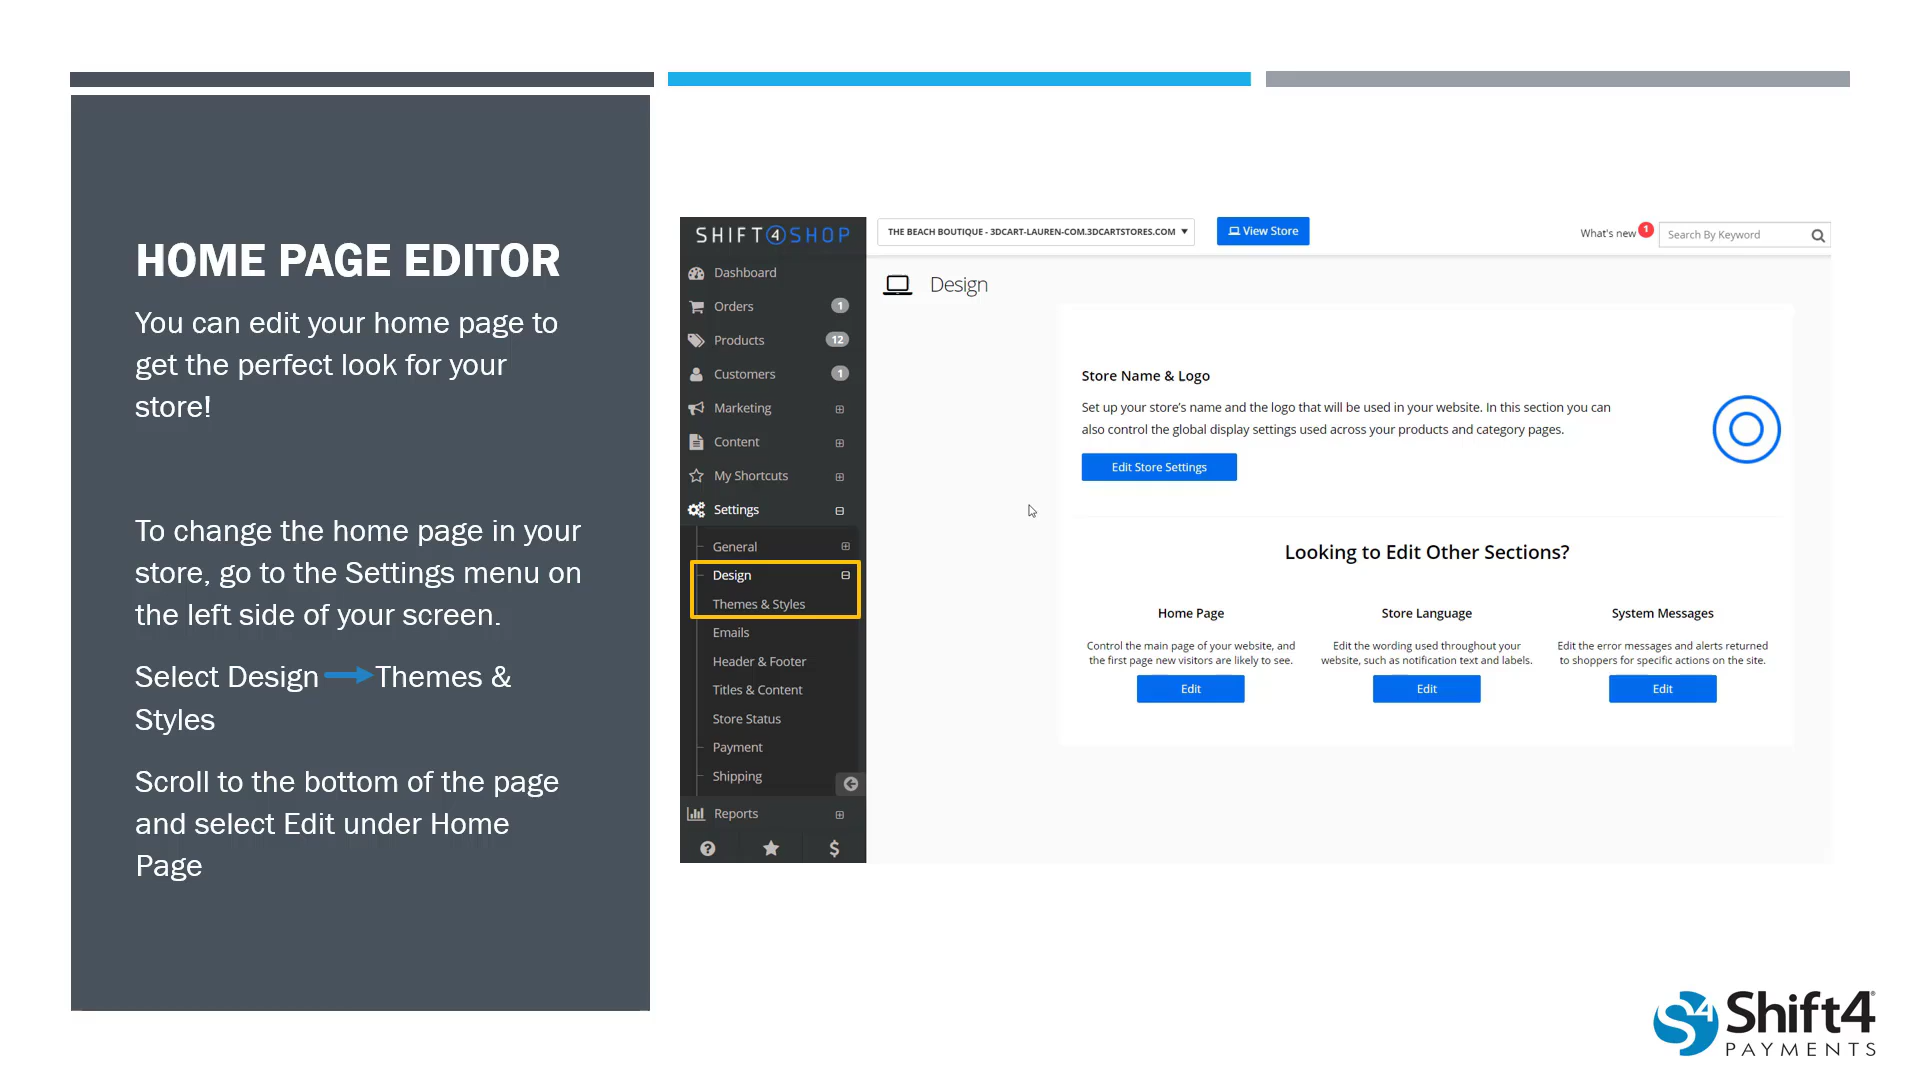 HOME PAGE EDITOR
You can edit your home page to
get the perfect look for your
store!
To change the home page in your
store, go to the Settings menu on
the left side of your screen.
Select Design Themes &
Styles
Scroll to the bottom of the page
and select Edit under Home
Page
SHIFT4SHOP
Dashboard
Orders 1
Products 12
Customers 1
Marketing
Content
My Shortcuts
Settings
General
Design
Themes & Styles
Emails
Header & Footer
Titles & Content
Store Status
Payment
Shipping
Reports
THE BEACH BOUTIQUE - 3DCART-LAUREN-COM.3DCARTSTORES.COM
View Store
What's new 1
Search By Keyword
Design
Store Name & Logo
Set up your store's name and the logo that will be used in your website. In this section you can
also control the global display settings used across your products and category pages.
Edit Store Settings
Looking to Edit Other Sections?
Home Page
Control the main page of your website, and
the first page new visitors are likely to see.
Edit
Store Language
Edit the wording used throughout your
website, such as notification text and labels.
Edit
System Messages
Edit the error messages and alerts returned
to shoppers for specific actions on the site.
Edit
S4 Shift4®
PAYMENTS